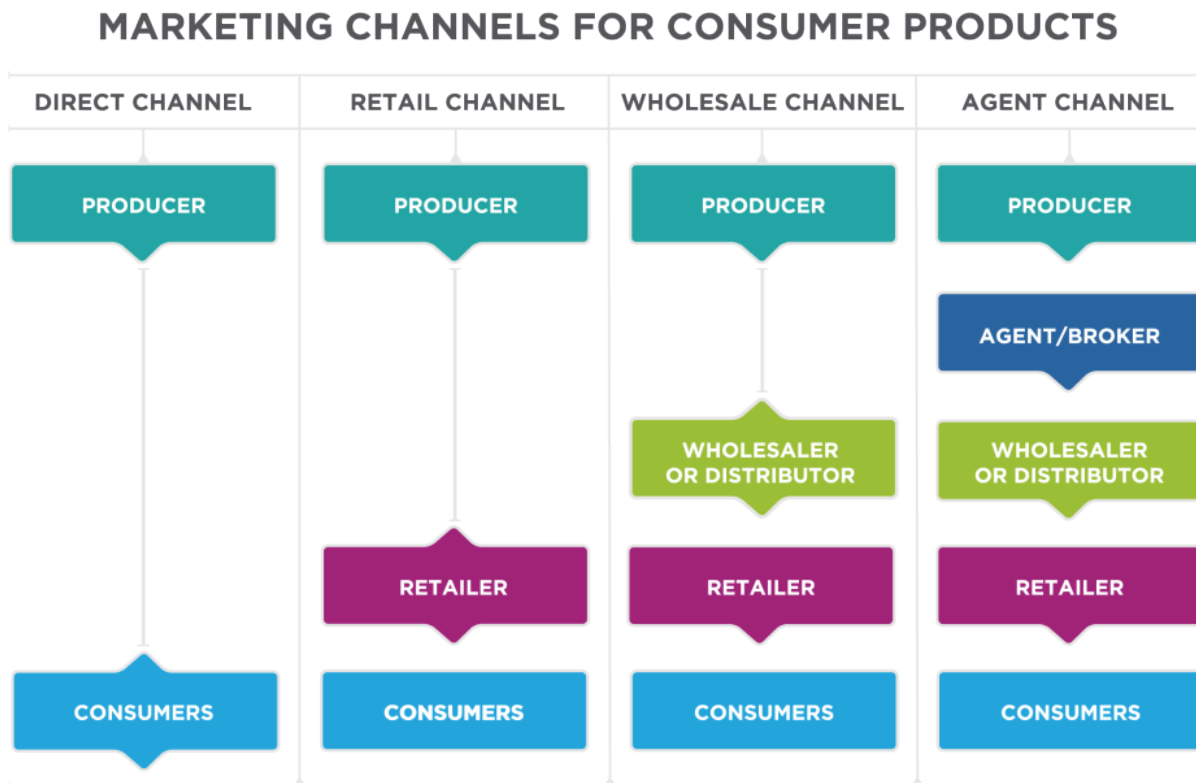 MARKETING CHANNELS FOR CONSUMER PRODUCTS
DIRECT CHANNEL
PRODUCER
CONSUMERS
RETAIL CHANNEL
PRODUCER
RETAILER
CONSUMERS
WHOLESALE CHANNEL
PRODUCER
WHOLESALER
OR DISTRIBUTOR
RETAILER
CONSUMERS
AGENT CHANNEL
PRODUCER
AGENT/BROKER
WHOLESALER
OR DISTRIBUTOR
RETAILER
CONSUMERS